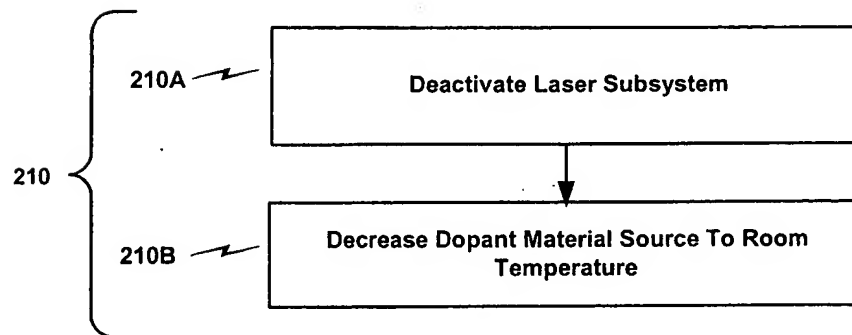 210A
Deactivate Laser Subsystem
210
210B
Decrease Dopant Material Source To Room
Temperature